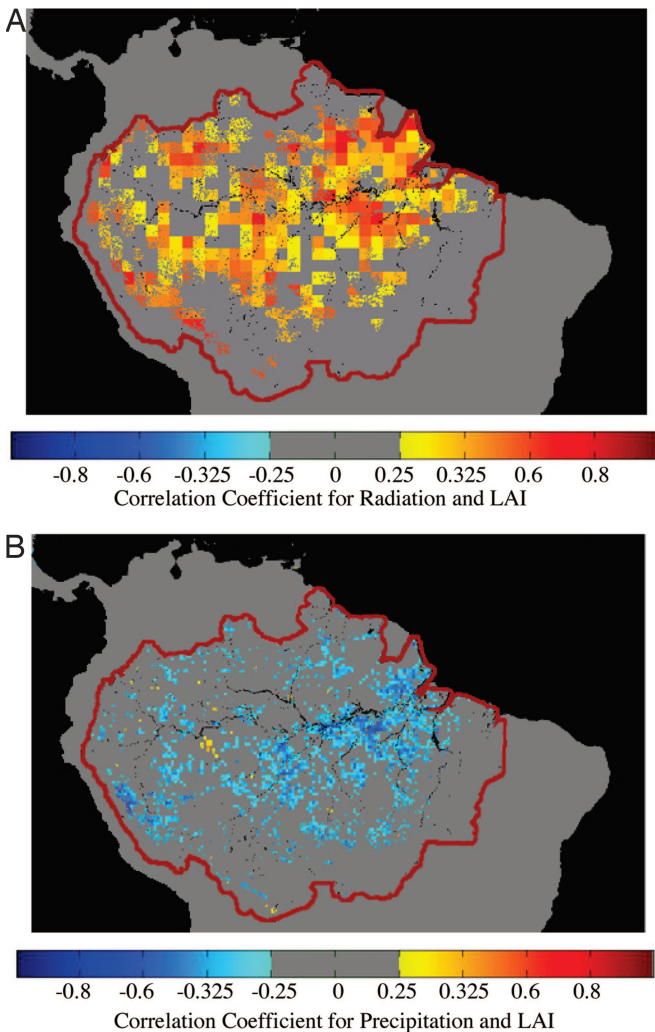 A
-0.8 -0.6 -0.325 -0.25 0 0.25 0.325 0.6 0.8
Correlation Coefficient for Radiation and LAI
B
-0.8 -0.6 -0.325 -0.25 0 0.25 0.325 0.6 0.8
Correlation Coefficient for Precipitation and LAI